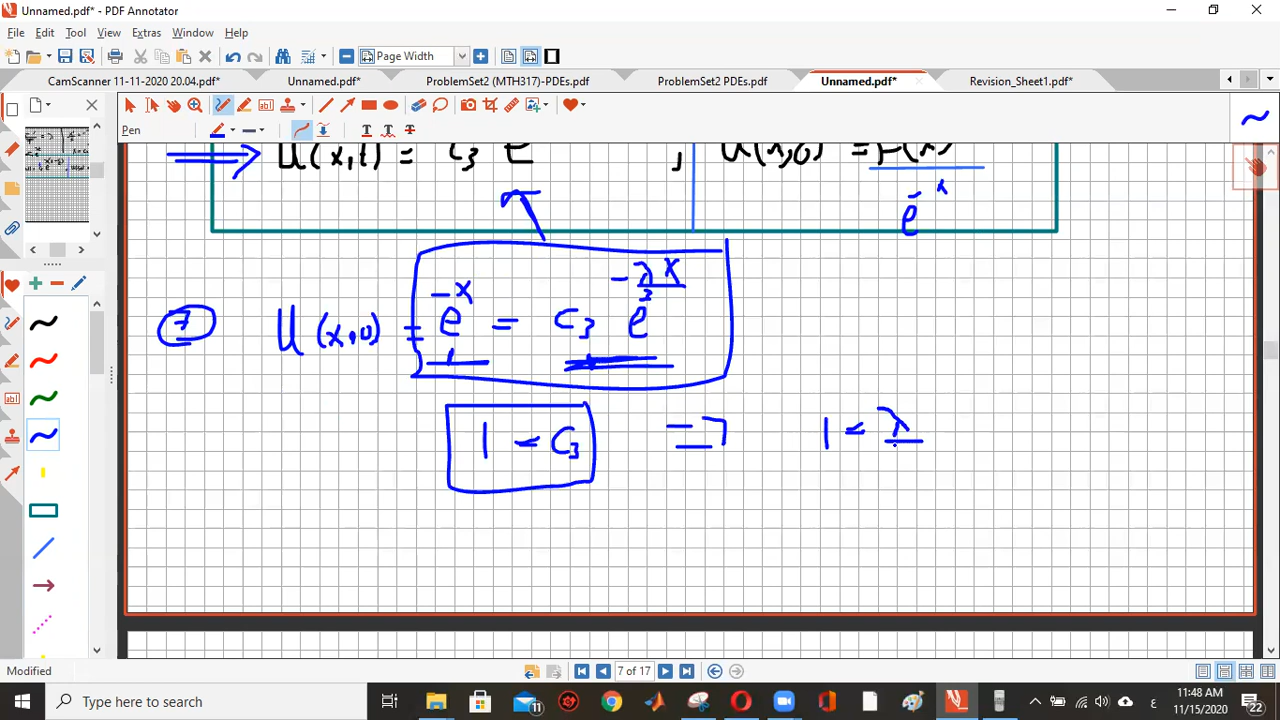 Unnamed.pdf* - PDF Annotator
File Edit Tool View Extras Window Help
Page Width
CamScanner 11-11-2020 20.04.pdf* Unnamed.pdf* ProblemSet2 (MTH317)-PDEs.pdf ProblemSet2 PDEs.pdf Unnamed.pdf* Revision_Sheet1.pdf*
Pen
U(x,t) = c3 e ; U(x,0) = F(x)
e^-x
7 U(x,0) = e^-x = c3 e^-λx/3
1 = c3 => 1 = λ
Modified 7 of 17
Type here to search
11 ع 11:48 AM
11/15/2020 22